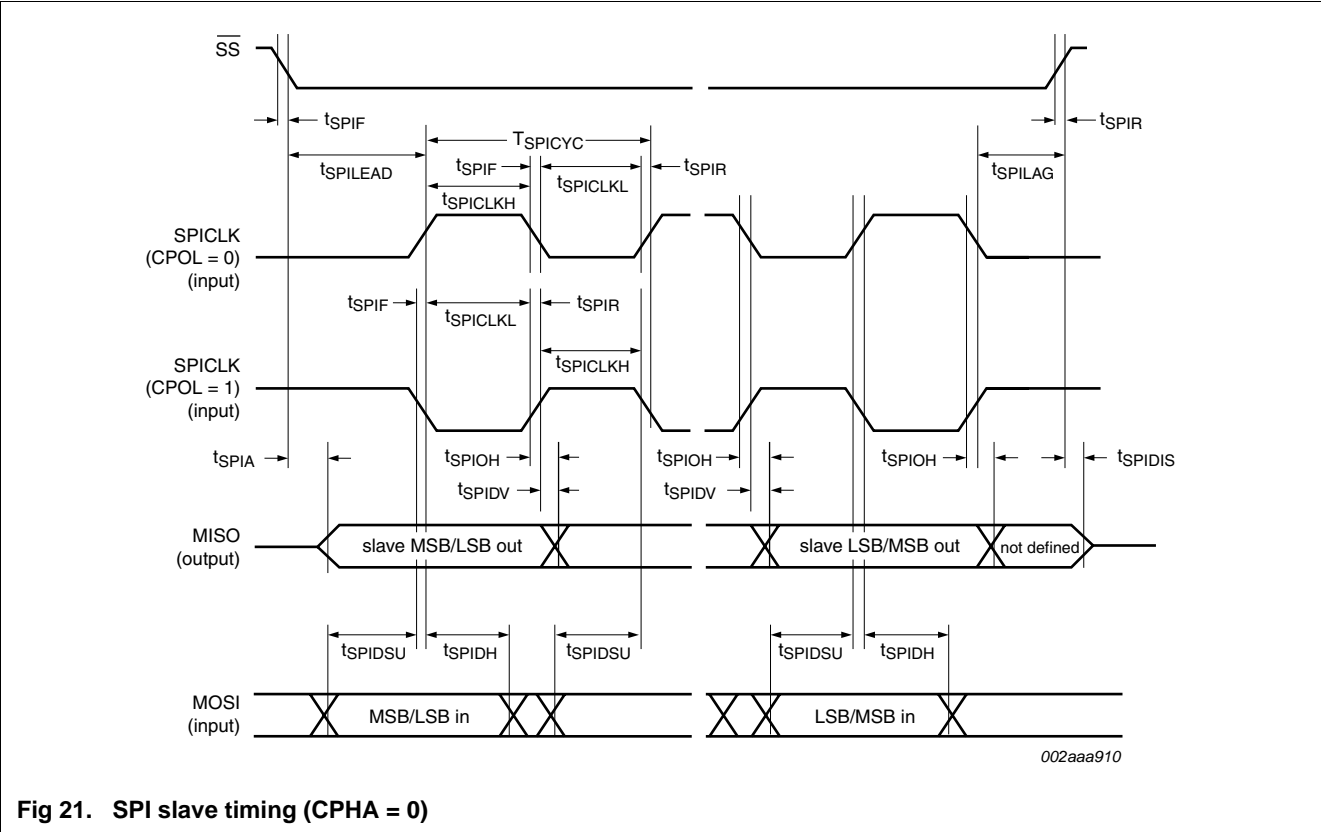 SS
tSPIF
tSPIR
TSPICYC
tSPILEAD
tSPIF
tSPICLKL
tSPIR
tSPILAG
tSPICLKH
SPICLK
(CPOL = 0)
(input)
tSPIF
tSPICLKL
tSPIR
tSPICLKH
SPICLK
(CPOL = 1)
(input)
tSPIA
tSPIOH
tSPIOH
tSPIOH
tSPIDIS
tSPIDV
tSPIDV
MISO
(output)
slave MSB/LSB out
slave LSB/MSB out
not defined
tSPIDSU
tSPIDH
tSPIDSU
tSPIDSU
tSPIDH
MOSI
(input)
MSB/LSB in
LSB/MSB in
002aaa910
Fig 21. SPI slave timing (CPHA = 0)